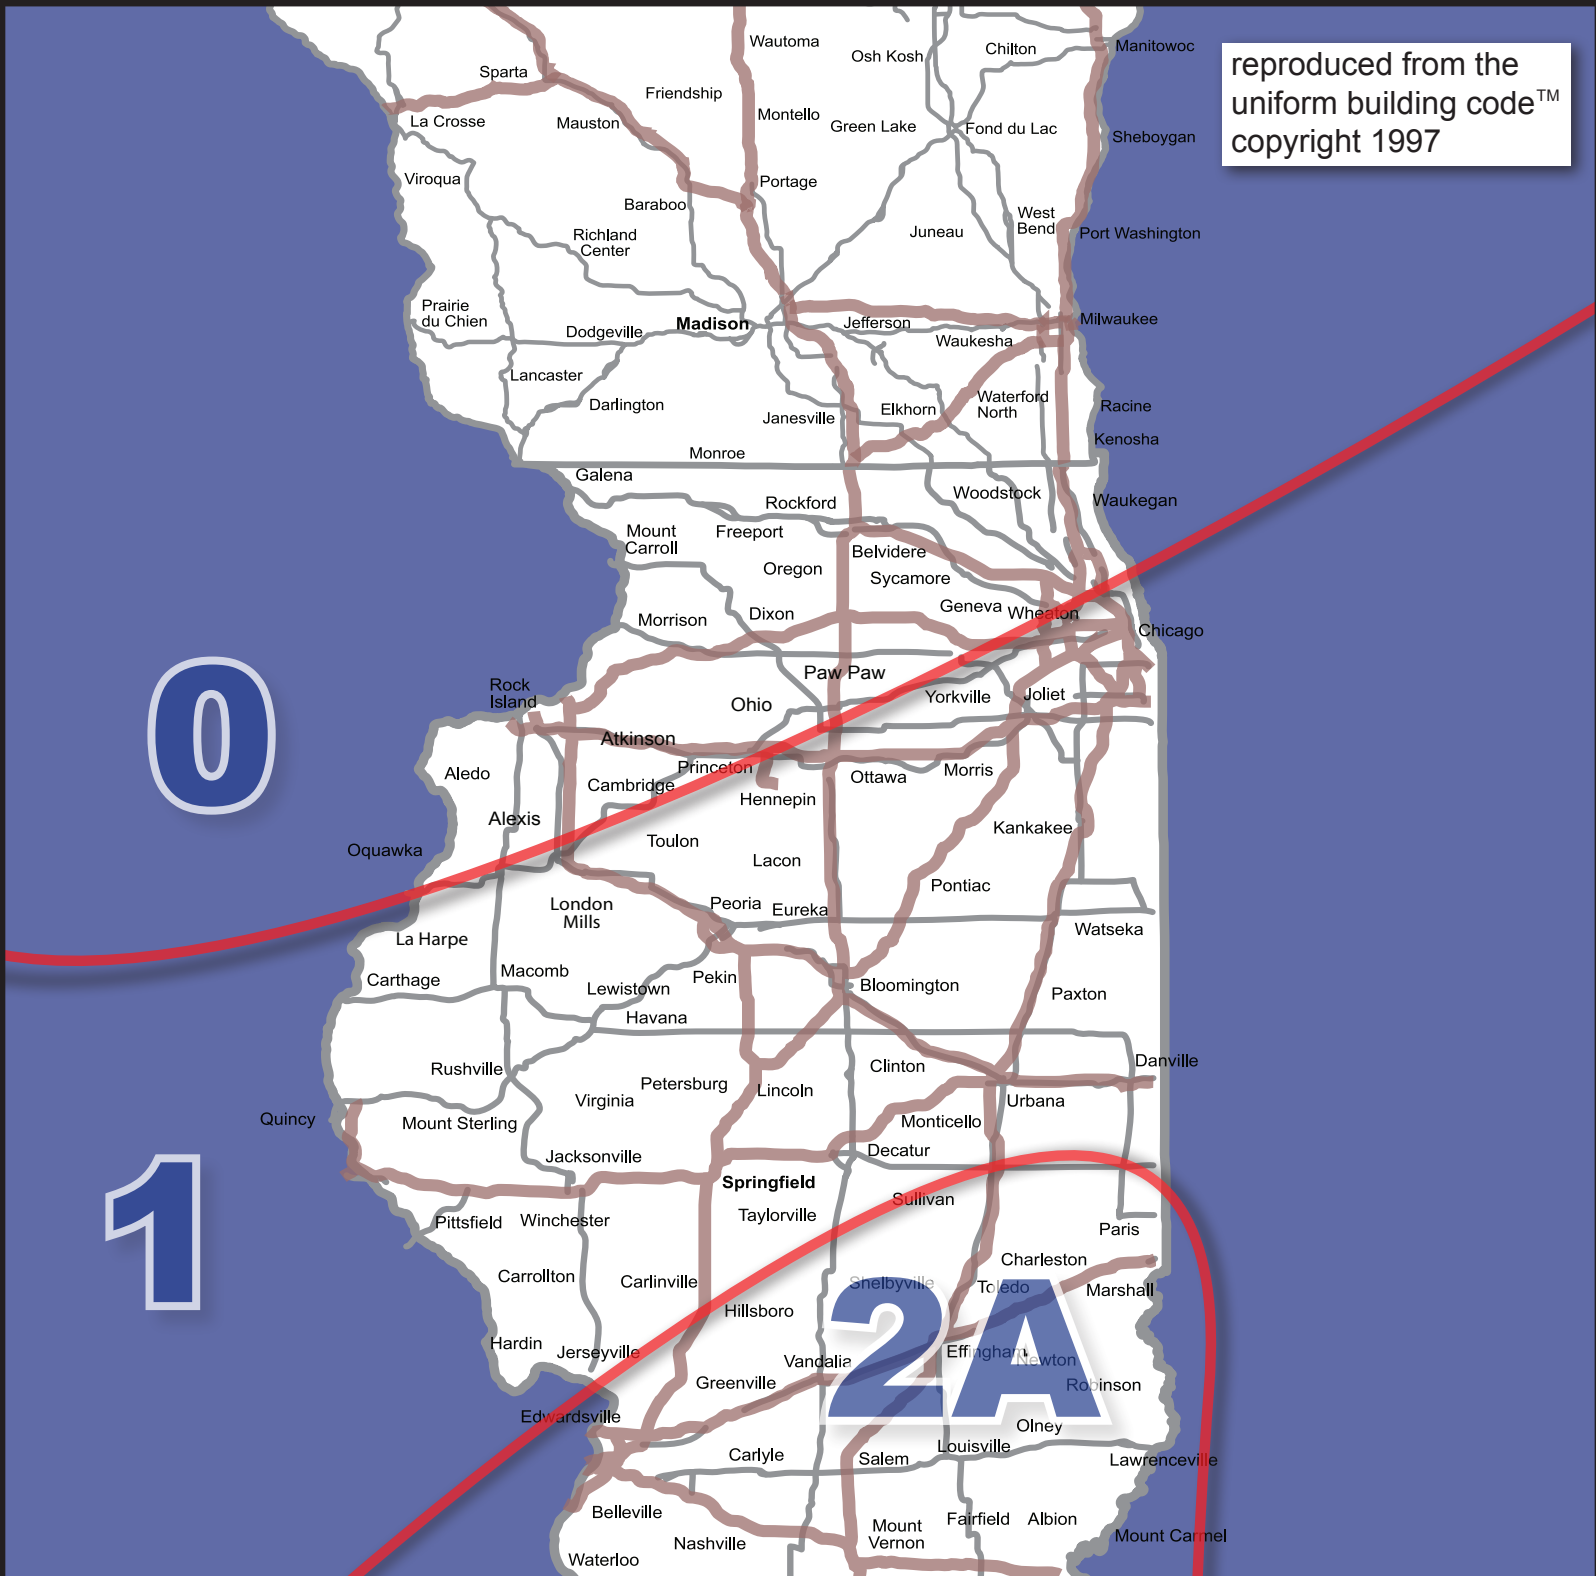 Wautoma
Osh Kosh
Chilton
Manitowoc
reproduced from the
uniform building code™
copyright 1997
Sparta
Friendship
La Crosse
Mauston
Montello
Green Lake
Fond du Lac
Sheboygan
Viroqua
Portage
Baraboo
Richland
Center
Juneau
West
Bend
Port Washington
Prairie
du Chien
Dodgeville
Madison
Jefferson
Milwaukee
Waukesha
Lancaster
Darlington
Janesville
Elkhorn
Waterford
North
Racine
Kenosha
Monroe
Galena
Rockford
Woodstock
Waukegan
Mount
Carroll
Freeport
Belvidere
Oregon
Sycamore
Morrison
Dixon
Geneva
Wheaton
Chicago
Rock
Island
Paw Paw
Ohio
Yorkville
Joliet
0
Atkinson
Aledo
Princeton
Cambridge
Ottawa
Morris
Hennepin
Alexis
Toulon
Kankakee
Oquawka
Lacon
London
Mills
Peoria
Eureka
Pontiac
La Harpe
Watseka
Carthage
Macomb
Lewistown
Pekin
Bloomington
Paxton
Havana
Rushville
Petersburg
Lincoln
Clinton
Danville
Virginia
Urbana
Quincy
Mount Sterling
Monticello
Jacksonville
Decatur
1
Springfield
Sullivan
Pittsfield
Winchester
Taylorville
Paris
Carrollton
Carlinville
Shelbyville
Charleston
Toledo
Marshall
Hillsboro
2A
Hardin
Jerseyville
Vandalia
Effingham
Newton
Greenville
Robinson
Edwardsville
Olney
Carlyle
Salem
Louisville
Lawrenceville
Belleville
Nashville
Mount
Vernon
Fairfield
Albion
Mount Carmel
Waterloo